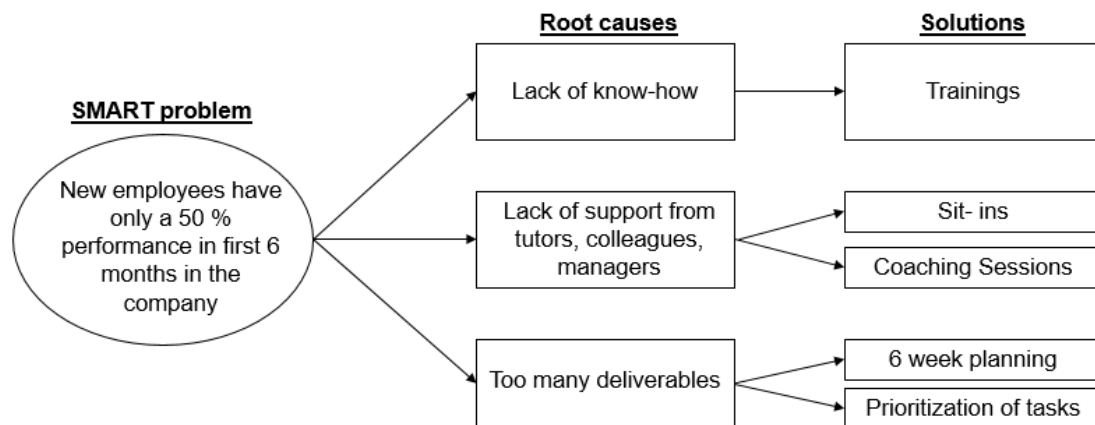 Root causes
Solutions
SMART problem
Lack of know-how
Trainings
New employees have
only a 50 %
performance in first 6
months in the
company
Lack of support from
tutors, colleagues,
managers
Sit- ins
Coaching Sessions
Too many deliverables
6 week planning
Prioritization of tasks